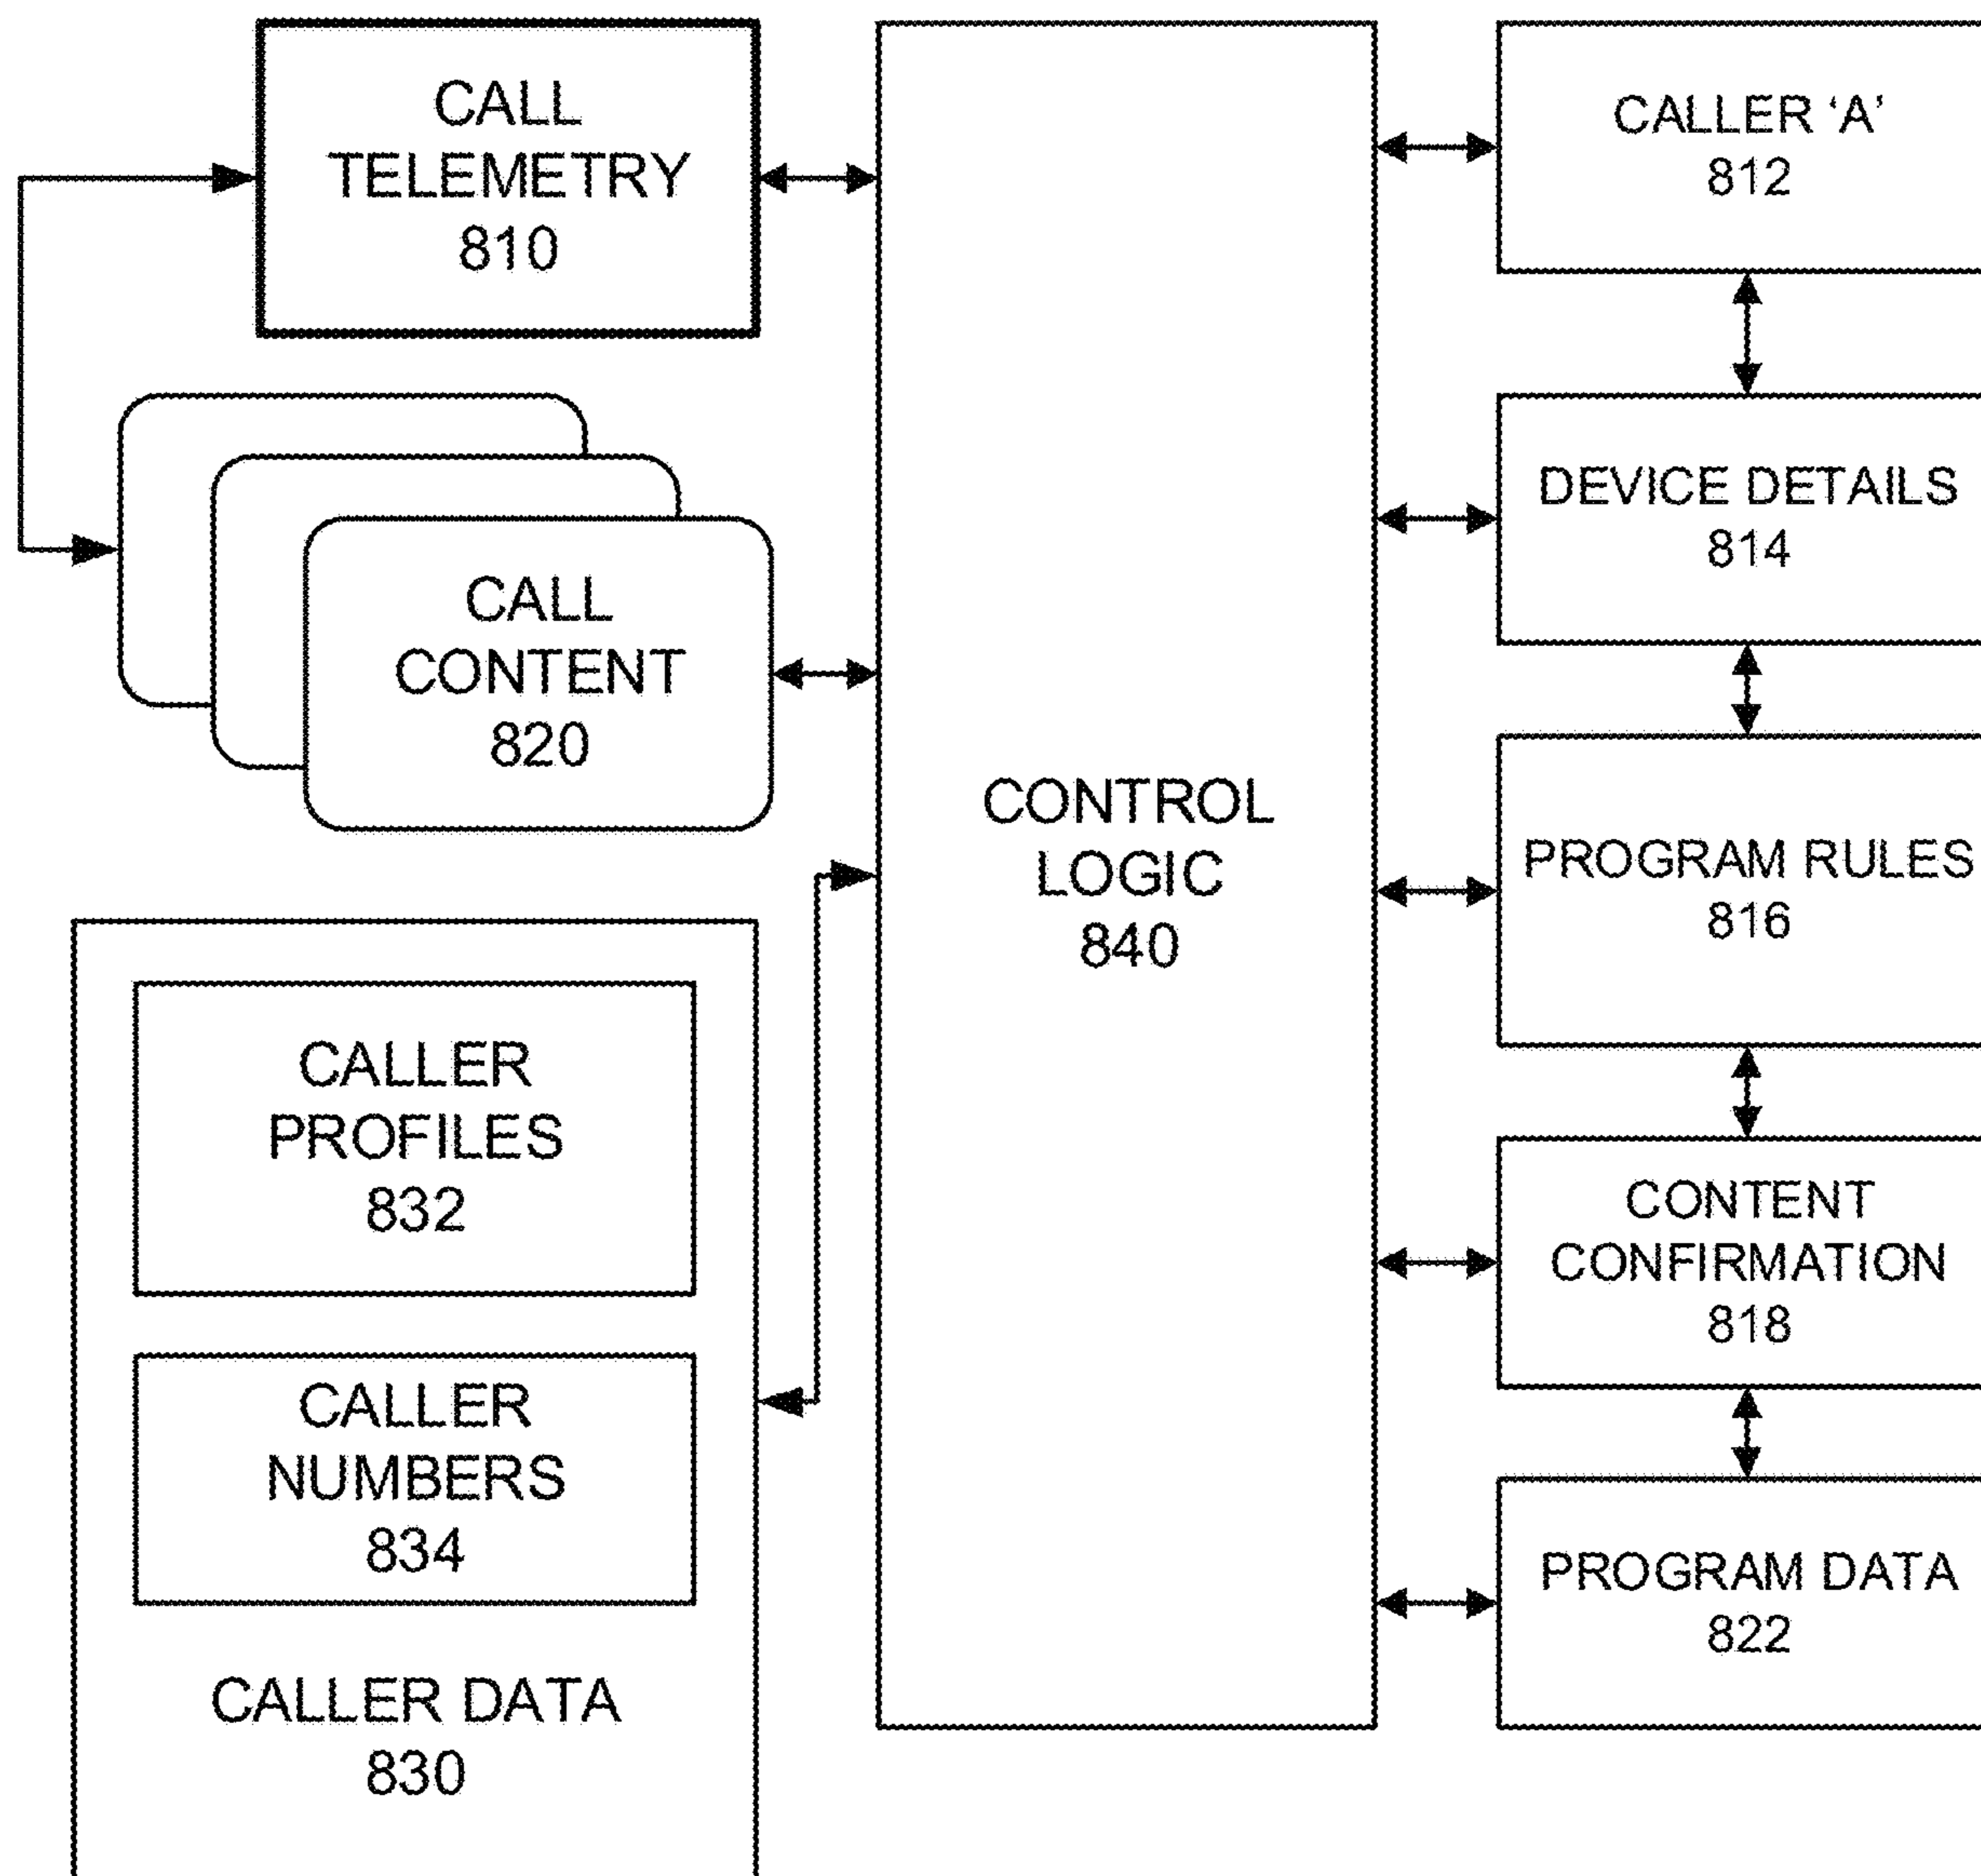 CALL
TELEMETRY
810
CALL
CONTENT
820
CALLER
PROFILES
832
CALLER
NUMBERS
834
CALLER DATA
830
CONTROL
LOGIC
840
CALLER ‘A’
812
DEVICE DETAILS
814
PROGRAM RULES
816
CONTENT
CONFIRMATION
818
PROGRAM DATA
822